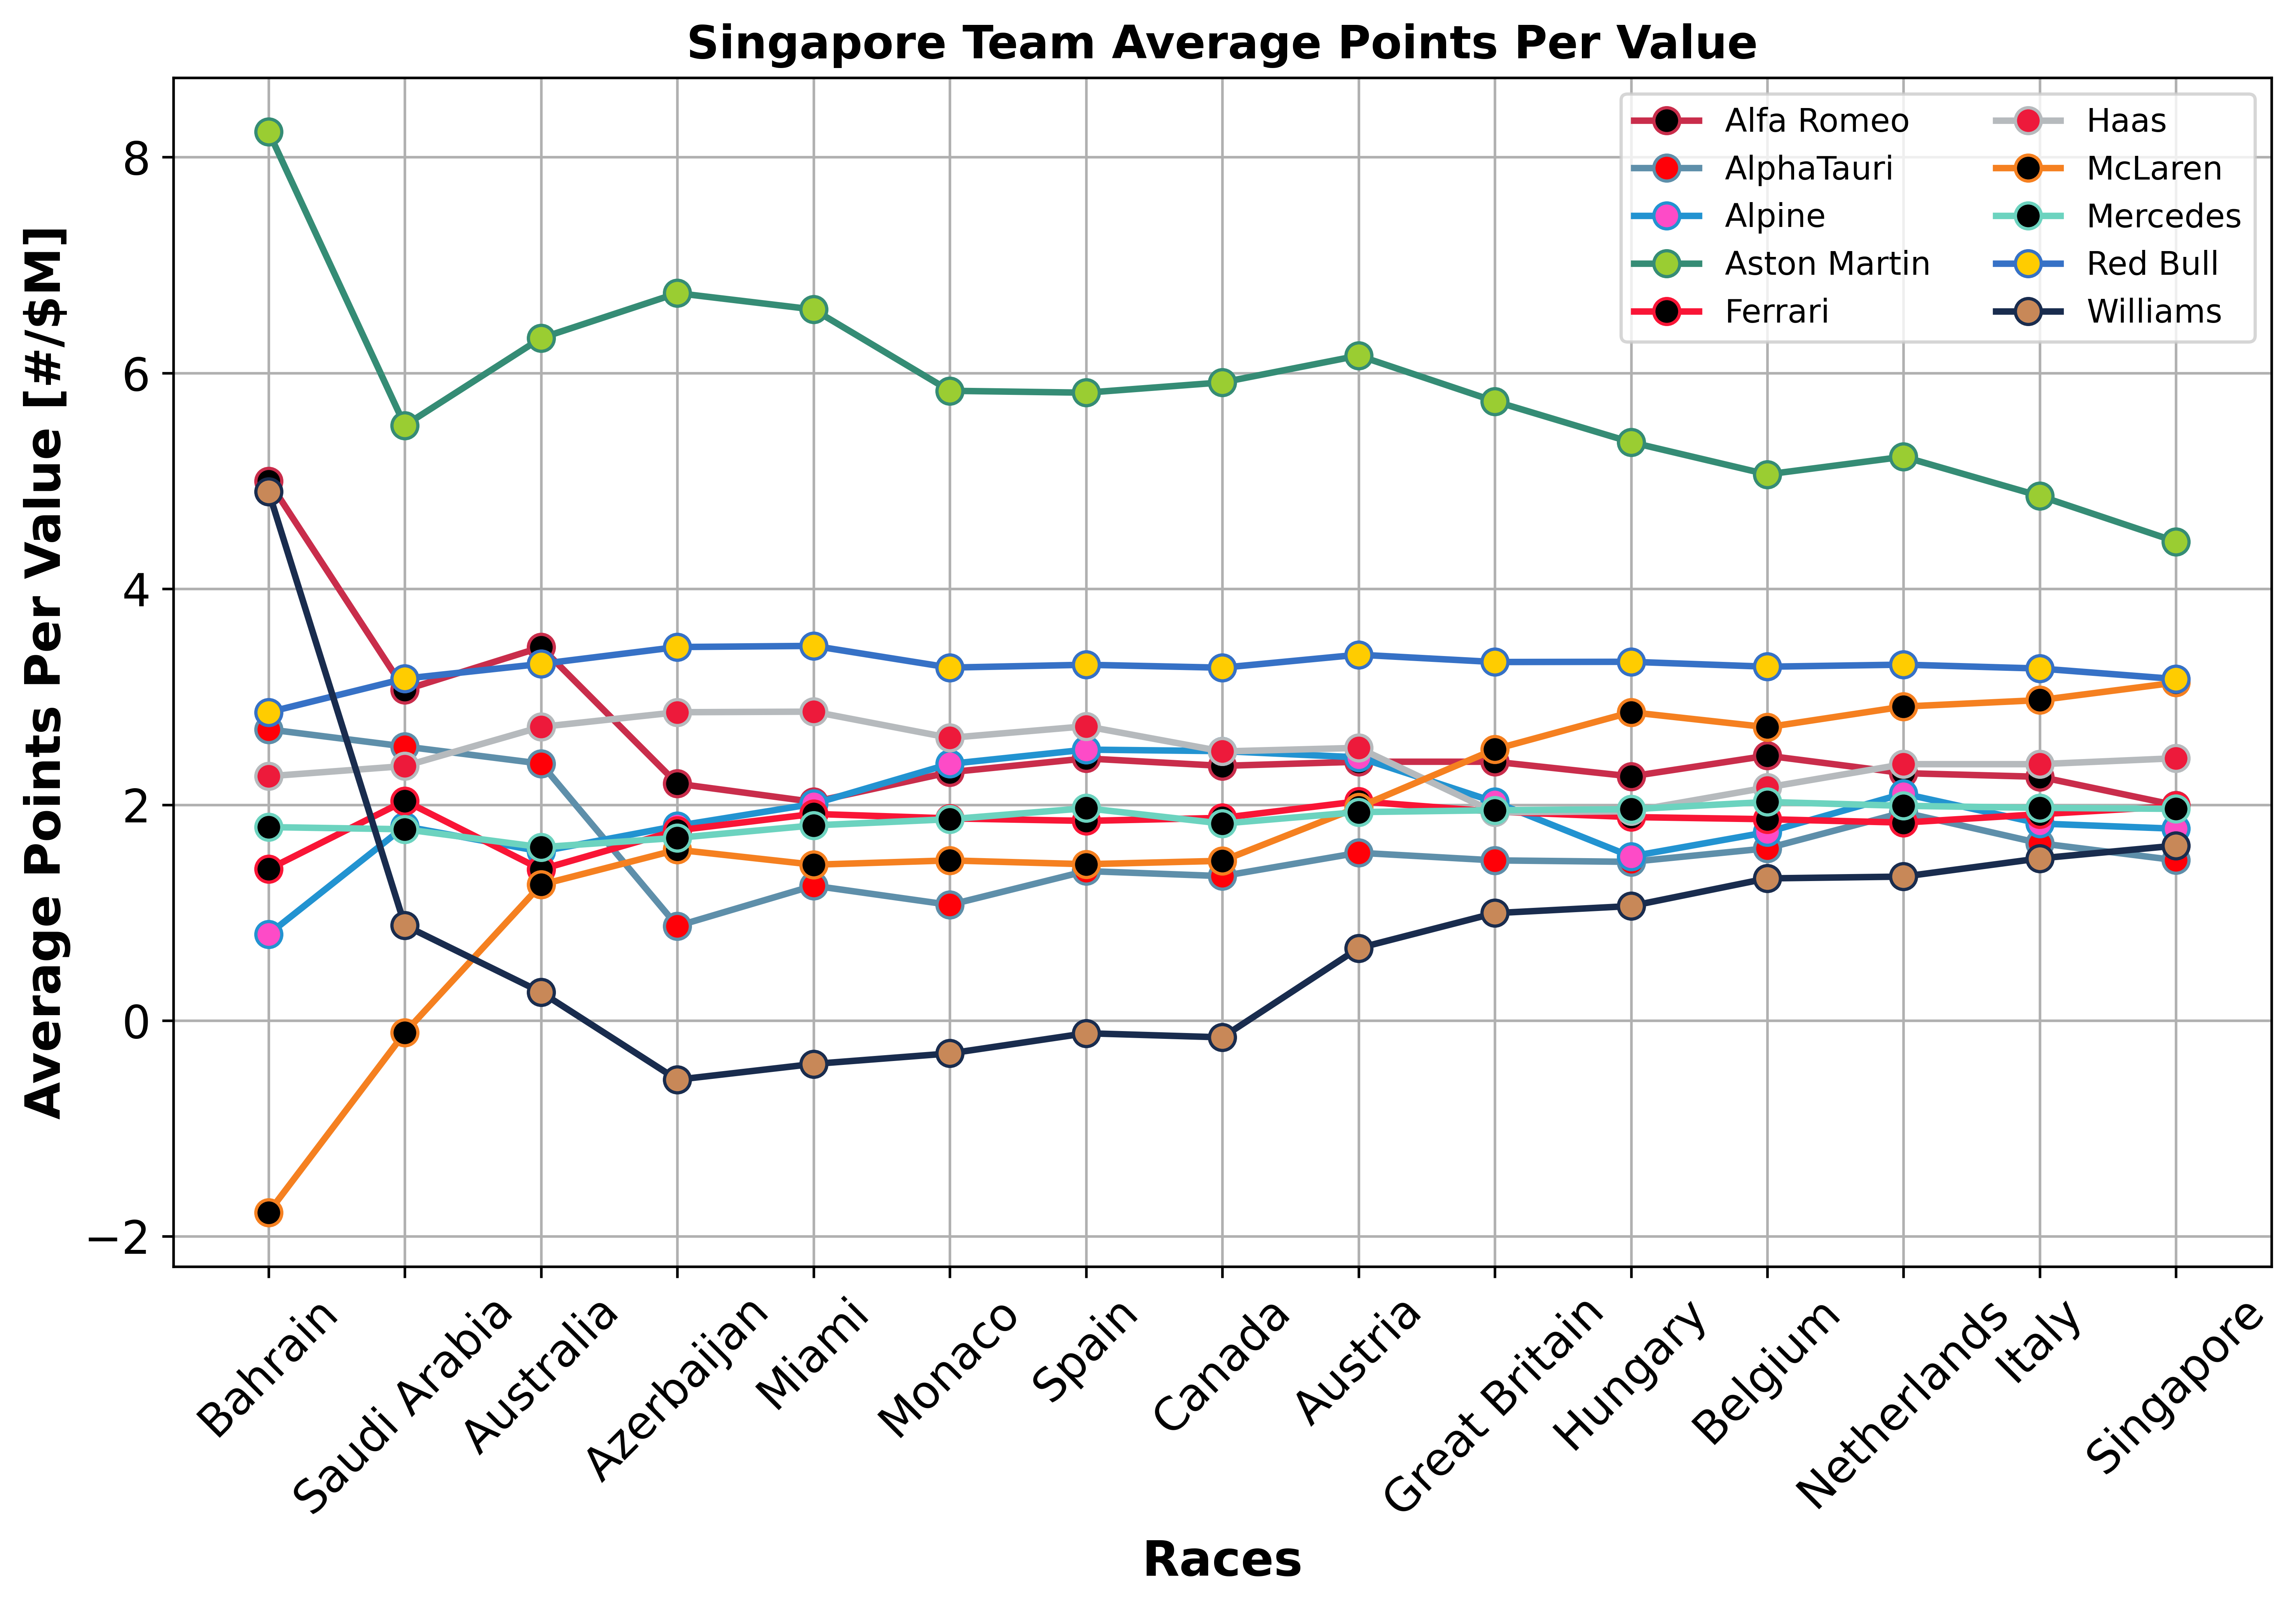 Singapore Team Average Points Per Value
Average Points Per Value [#/$M]
8
6
4
2
0
−2
Alfa Romeo
AlphaTauri
Alpine
Aston Martin
Ferrari
Haas
McLaren
Mercedes
Red Bull
Williams
Bahrain
Saudi Arabia
Australia
Azerbaijan
Miami
Monaco
Spain
Canada
Austria
Great Britain
Hungary
Belgium
Netherlands
Italy
Singapore
Races